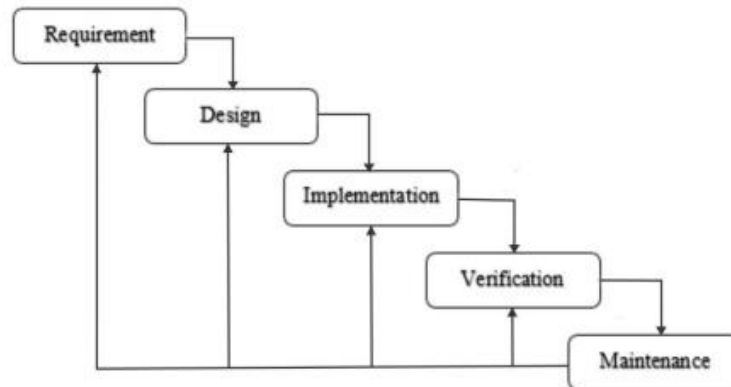 Requirement
Design
Implementation
Verification
Maintenance